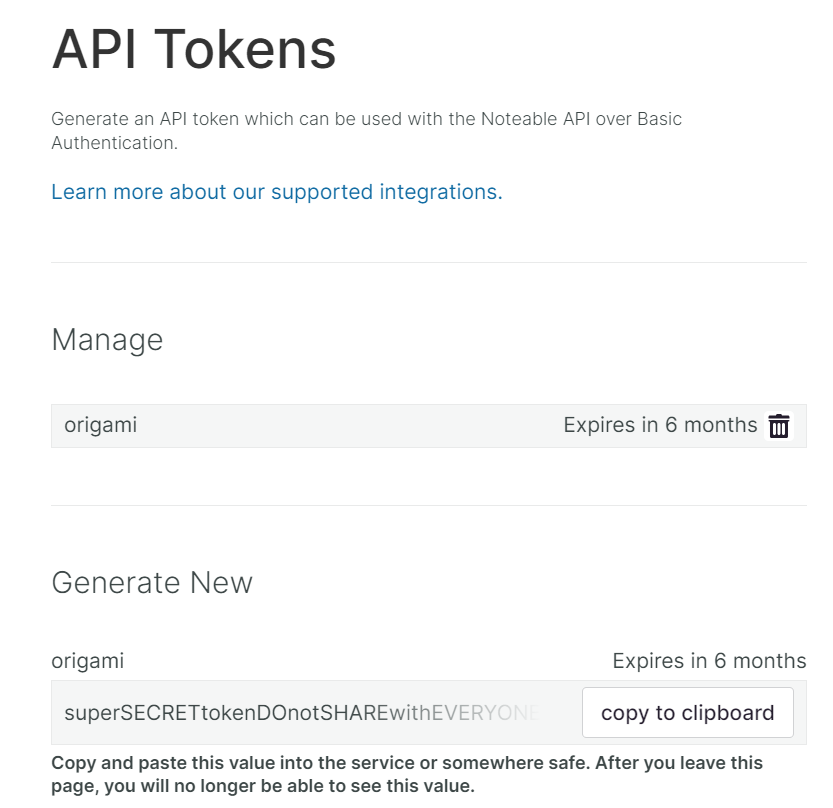 API Tokens
Generate an API token which can be used with the Noteable API over Basic
Authentication.
Learn more about our supported integrations.
Manage
origami Expires in 6 months
Generate New
origami Expires in 6 months
superSECRETtokenDOnotSHAREwithEVERYONE copy to clipboard
Copy and paste this value into the service or somewhere safe. After you leave this
page, you will no longer be able to see this value.